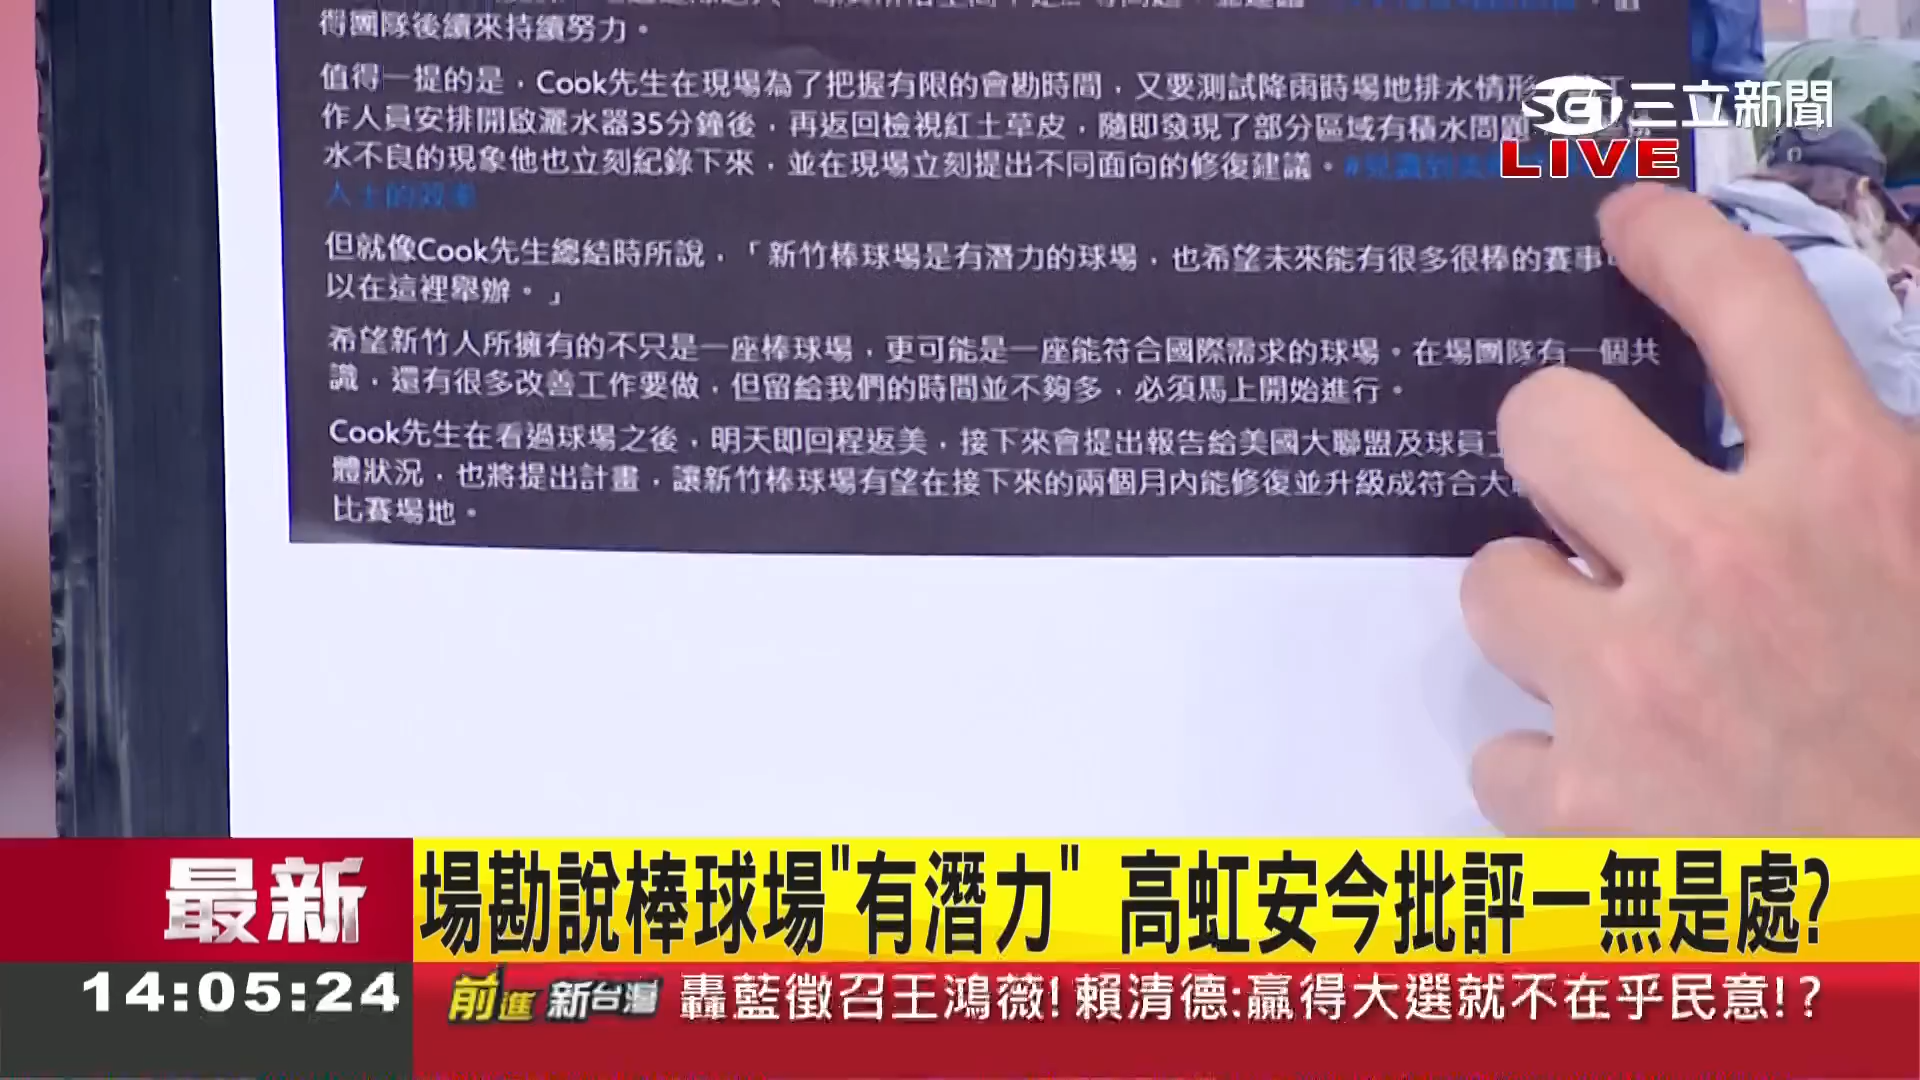 得團隊後續來持續努力。
值得一提的是，Cook先生在現場為了把握有限的會勘時間，又要測試降雨時場地排水情形
作人員安排開啟灑水器35分鐘後，再返回檢視紅土草皮，隨即發現了部分區域有積水問題
水不良的現象他也立刻紀錄下來，並在現場立刻提出不同面向的修復建議。
人士的效率
但就像Cook先生總結時所說，「新竹棒球場是有潛力的球場，也希望未來能有很多很棒的賽事
以在這裡舉辦。」
希望新竹人所擁有的不只是一座棒球場，更可能是一座能符合國際需求的球場。在場團隊有一個共
識，還有很多改善工作要做，但留給我們的時間並不夠多，必須馬上開始進行。
Cook先生在看過球場之後，明天即回程返美，接下來會提出報告給美國大聯盟及球員工
體狀況，也將提出計畫，讓新竹棒球場有望在接下來的兩個月內能修復並升級成符合大
比賽場地。
SET三立新聞
LIVE
最新
場勘說棒球場"有潛力" 高虹安今批評一無是處?
14:05:24
前進新台灣
轟藍徵召王鴻薇!賴清德:贏得大選就不在乎民意!?